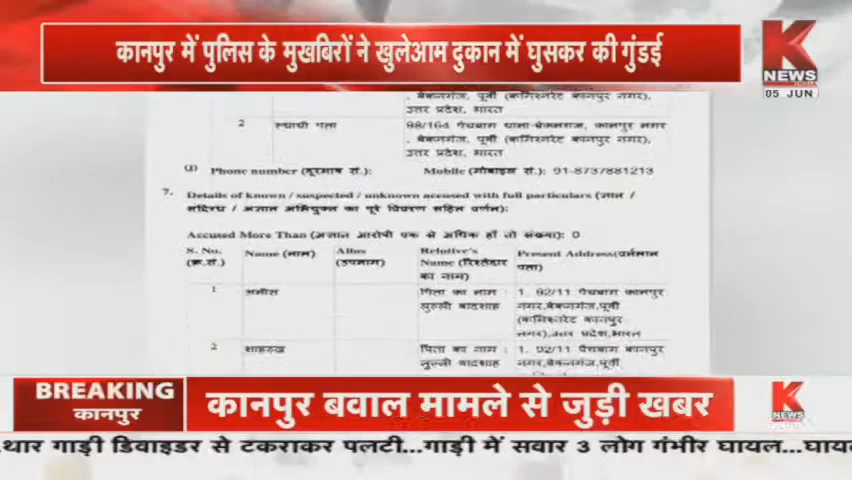 कानपुर में पुलिस के मुखबिरों ने खुलेआम दुकान में घुसकर की गुंडई
K
NEWS
INDIA
05 JUN
, बेकनगंज, पूर्वी (कमिश्नरेट कानपुर नगर),
उत्तर प्रदेश, भारत
2 स्थायी पता 98/164 पेंचबाग थाना-बेकनगंज, कानपुर नगर
, बेकनगंज, पूर्वी (कमिश्नरेट कानपुर नगर),
उत्तर प्रदेश, भारत
(j) Phone number (दूरभाष सं.): Mobile (मोबाइल सं.): 91-8737881213
7. Details of known / suspected / unknown accused with full particulars (ज्ञात /
संदिग्ध / अज्ञात अभियुक्त का पूरे विवरण सहित वर्णन):
Accused More Than (अज्ञात आरोपी एक से अधिक हों तो संख्या): 0
S. No. Name (नाम) Alias Relative's Present Address(वर्तमान
(क्र.सं.) (उपनाम) Name (रिश्तेदार पता)
का नाम)
1 अनीस पिता का नाम : 1. 92/11 पेंचबाग कानपुर
बादशाह नगर,बेकनगंज,पूर्वी
(कमिश्नरेट कानपुर
नगर),उत्तर प्रदेश,भारत
2 शाहरुख पिता का नाम : 1. 92/11 पेंचबाग कानपुर
बादशाह नगर,बेकनगंज,पूर्वी
BREAKING
कानपुर
कानपुर बवाल मामले से जुड़ी खबर
K
NEWS
.थार गाड़ी डिवाइडर से टकराकर पलटी...गाड़ी में सवार 3 लोग गंभीर घायल...घायल